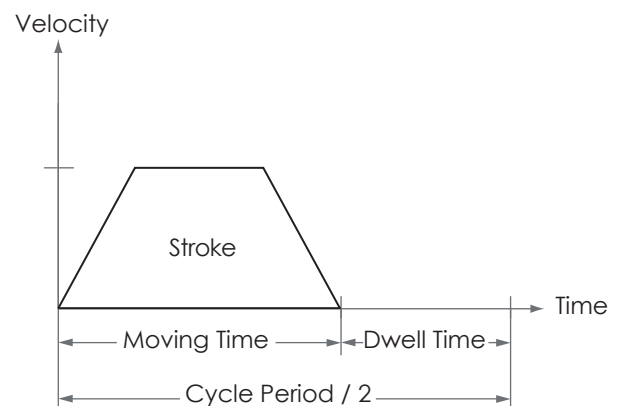 Velocity
Stroke
Time
Moving Time
Dwell Time
Cycle Period / 2